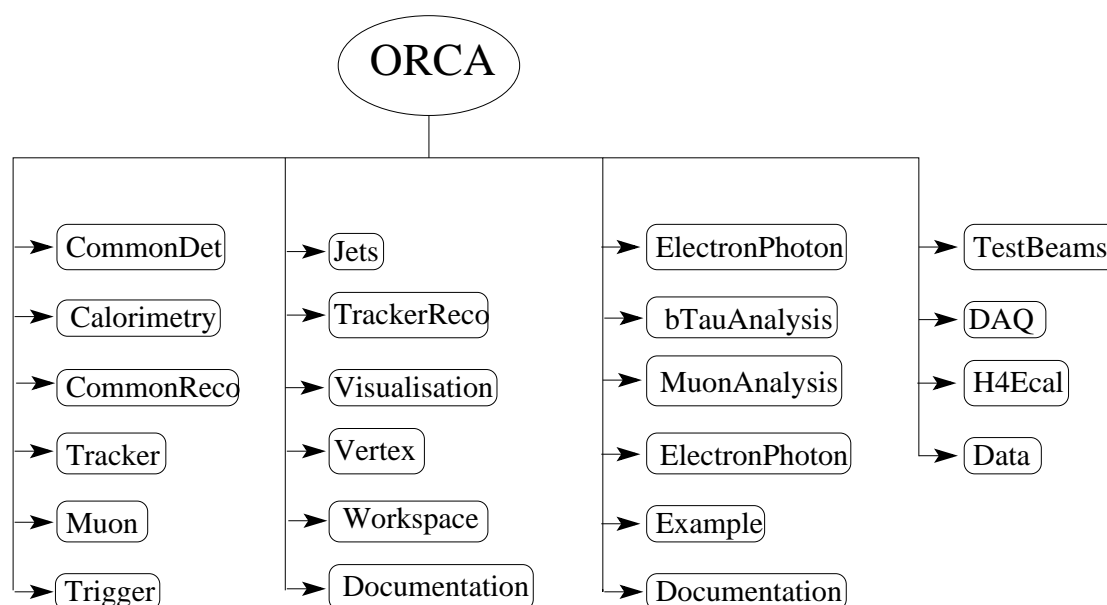 ORCA
CommonDet
Calorimetry
CommonReco
Tracker
Muon
Trigger
Jets
TrackerReco
Visualisation
Vertex
Workspace
Documentation
ElectronPhoton
bTauAnalysis
MuonAnalysis
ElectronPhoton
Example
Documentation
TestBeams
DAQ
H4Ecal
Data